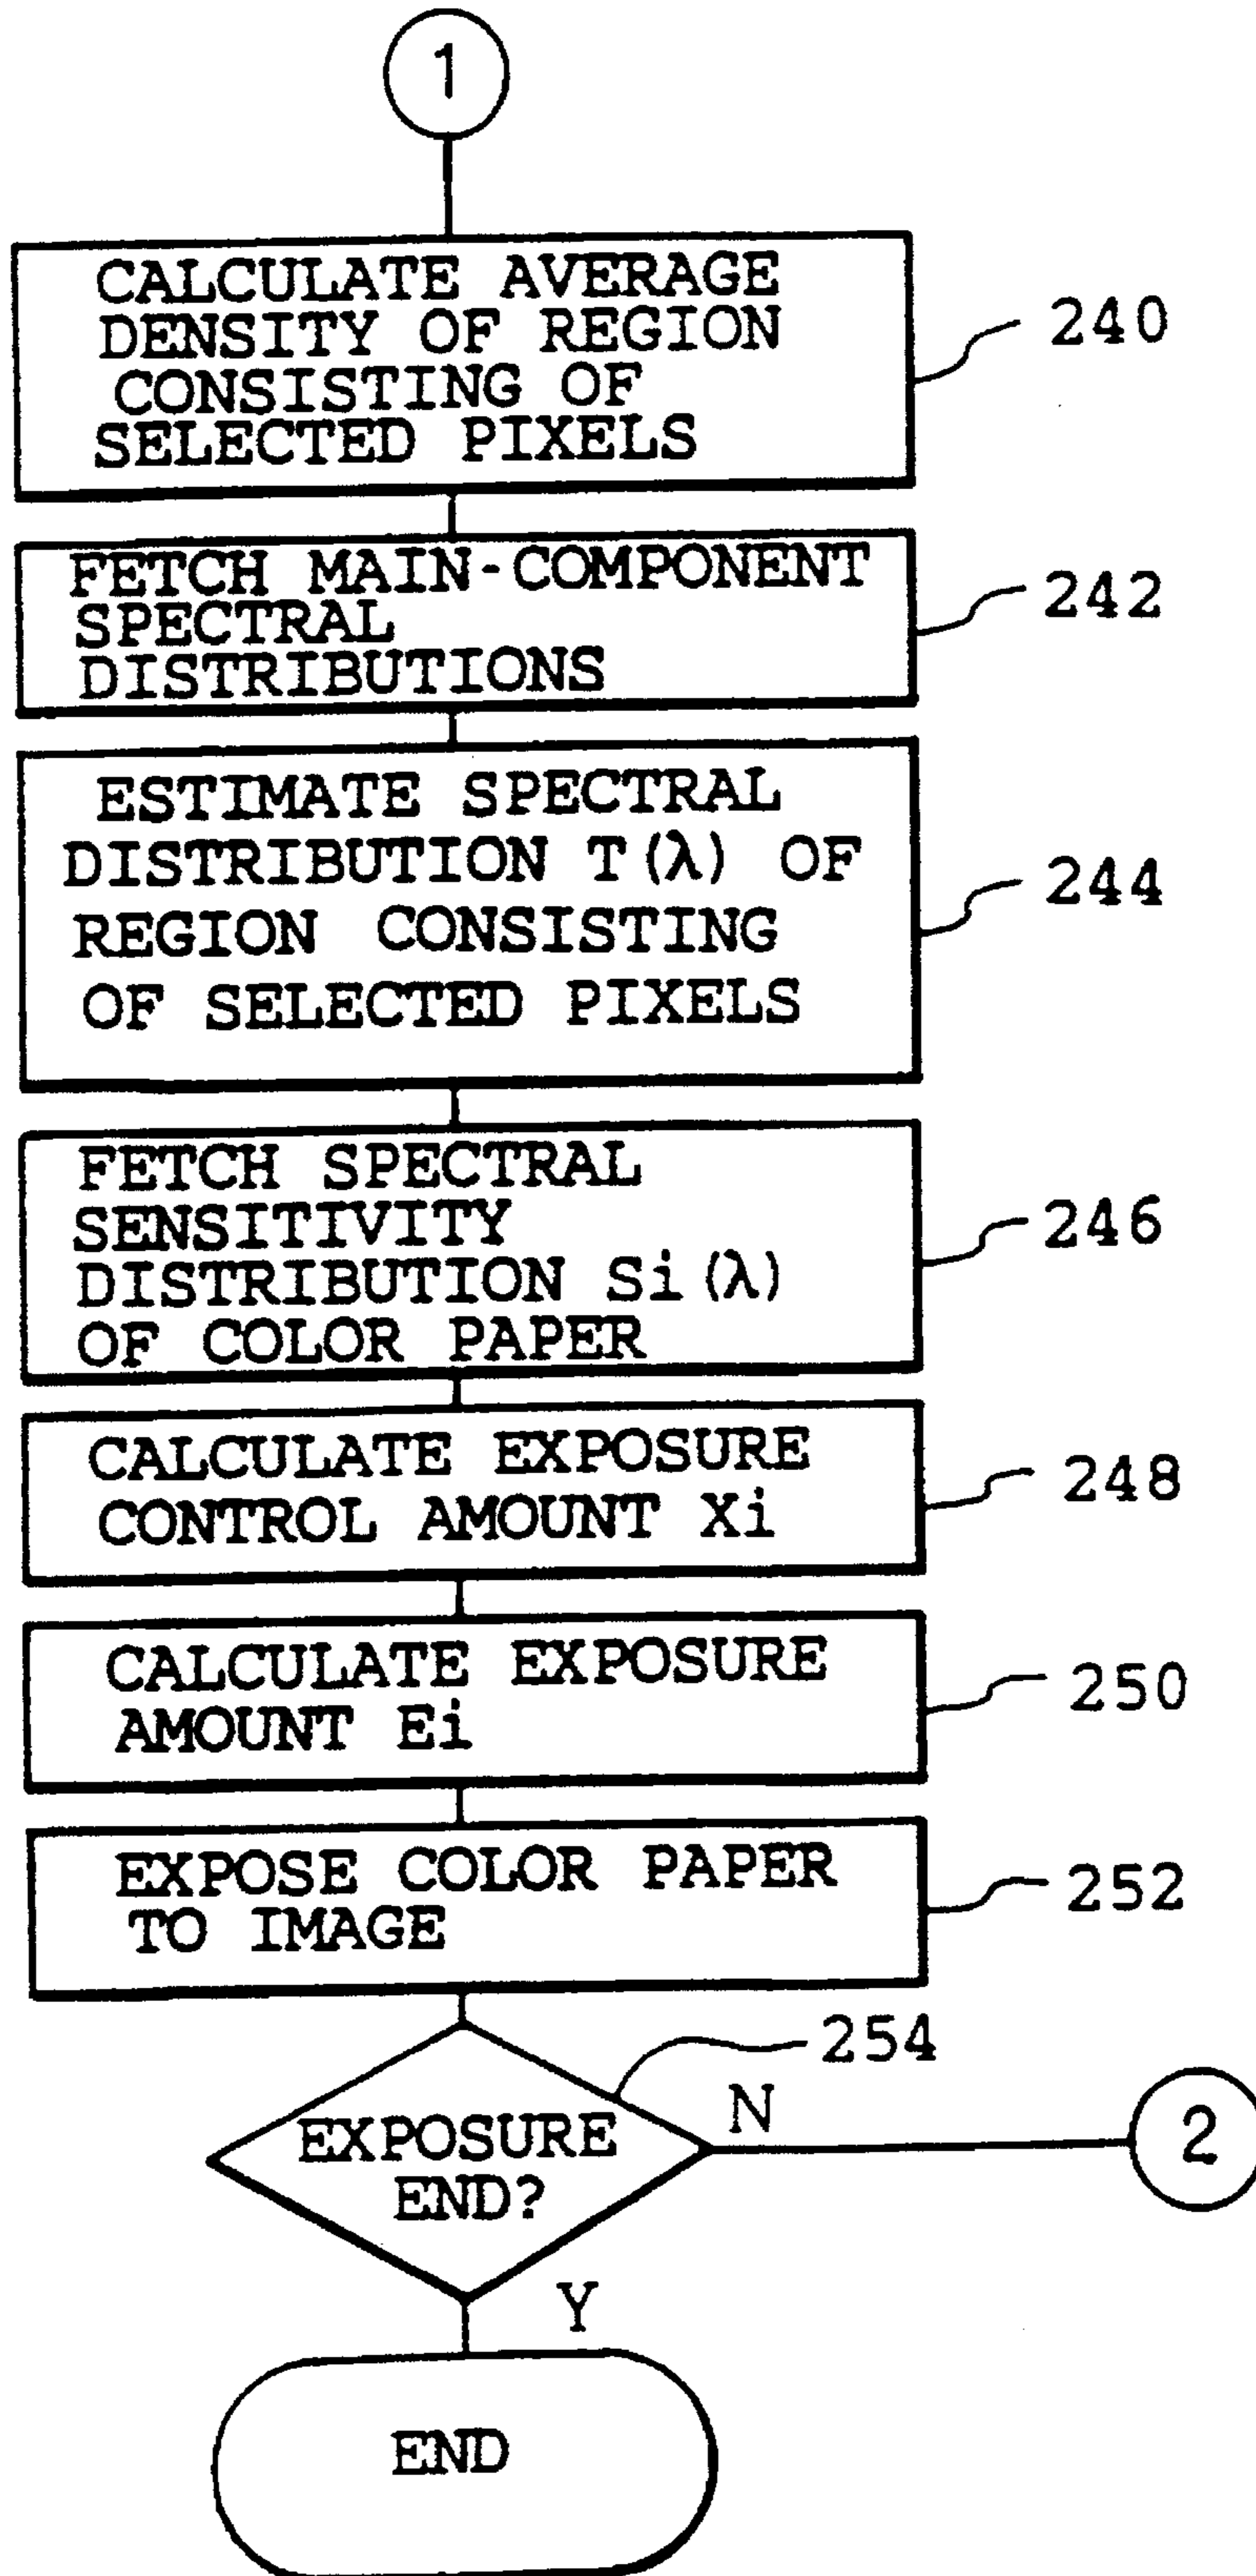 1
CALCULATE AVERAGE
DENSITY OF REGION
CONSISTING OF
SELECTED PIXELS
240
FETCH MAIN-COMPONENT
SPECTRAL
DISTRIBUTIONS
242
ESTIMATE SPECTRAL
DISTRIBUTION T(λ) OF
REGION CONSISTING
OF SELECTED PIXELS
244
FETCH SPECTRAL
SENSITIVITY
DISTRIBUTION Si(λ)
OF COLOR PAPER
246
CALCULATE EXPOSURE
CONTROL AMOUNT Xi
248
CALCULATE EXPOSURE
AMOUNT Ei
250
EXPOSE COLOR PAPER
TO IMAGE
252
254
EXPOSURE
END?
N
2
Y
END